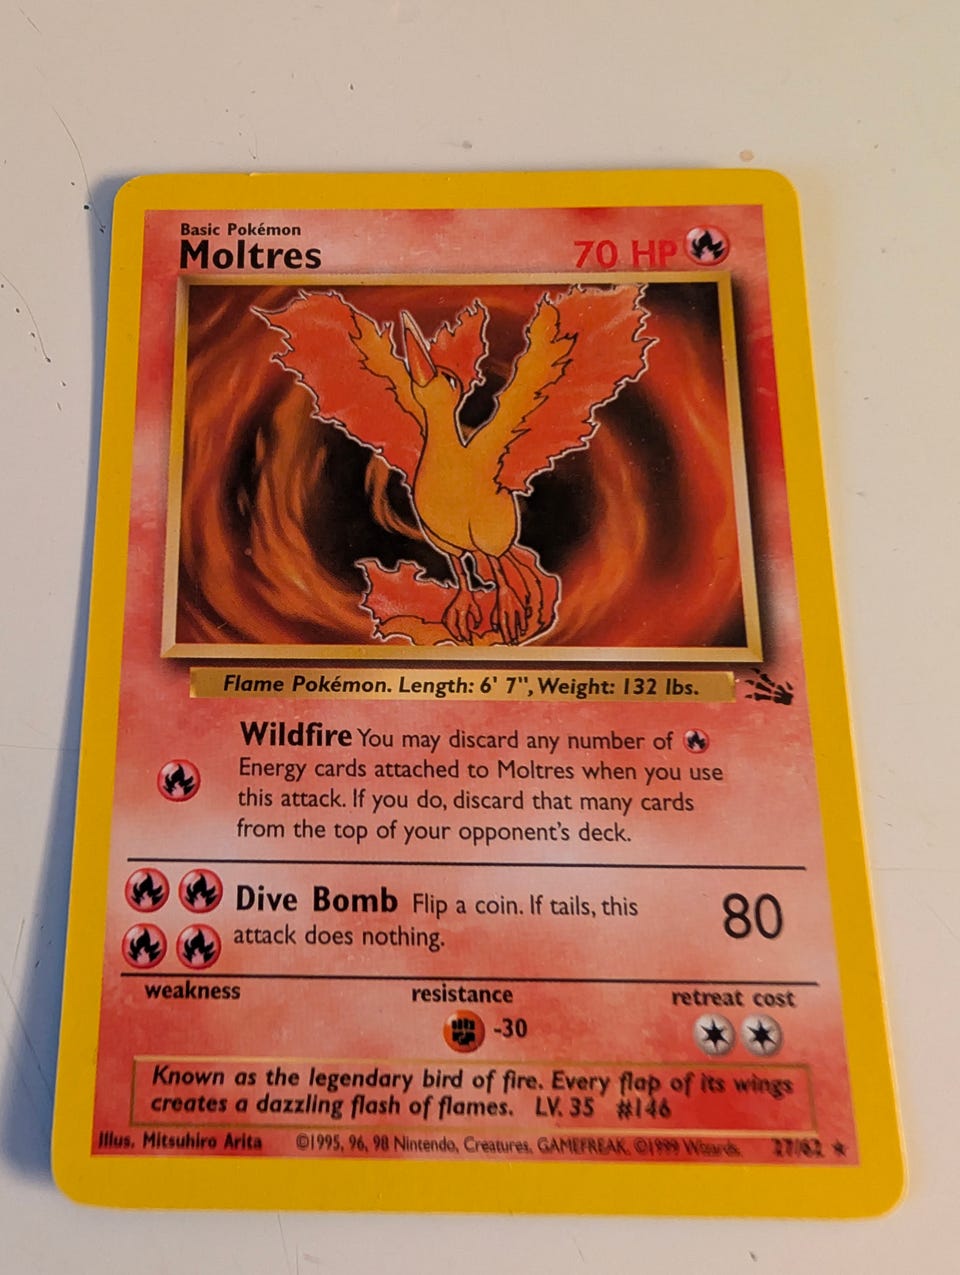 Basic Pokémon
Moltres
70 HP
Flame Pokémon. Length: 6' 7", Weight: 132 lbs.
Wildfire You may discard any number of
Energy cards attached to Moltres when you use
this attack. If you do, discard that many cards
from the top of your opponent's deck.
Dive Bomb Flip a coin. If tails, this
attack does nothing.
80
weakness
resistance
retreat cost
-30
Known as the legendary bird of fire. Every flap of its wings
creates a dazzling flash of flames. LV. 35 #146
Illus. Mitsuhiro Arita ©1995, 96, 98 Nintendo, Creatures, GAMEFREAK. ©1999 Wizards. 27/62 ★